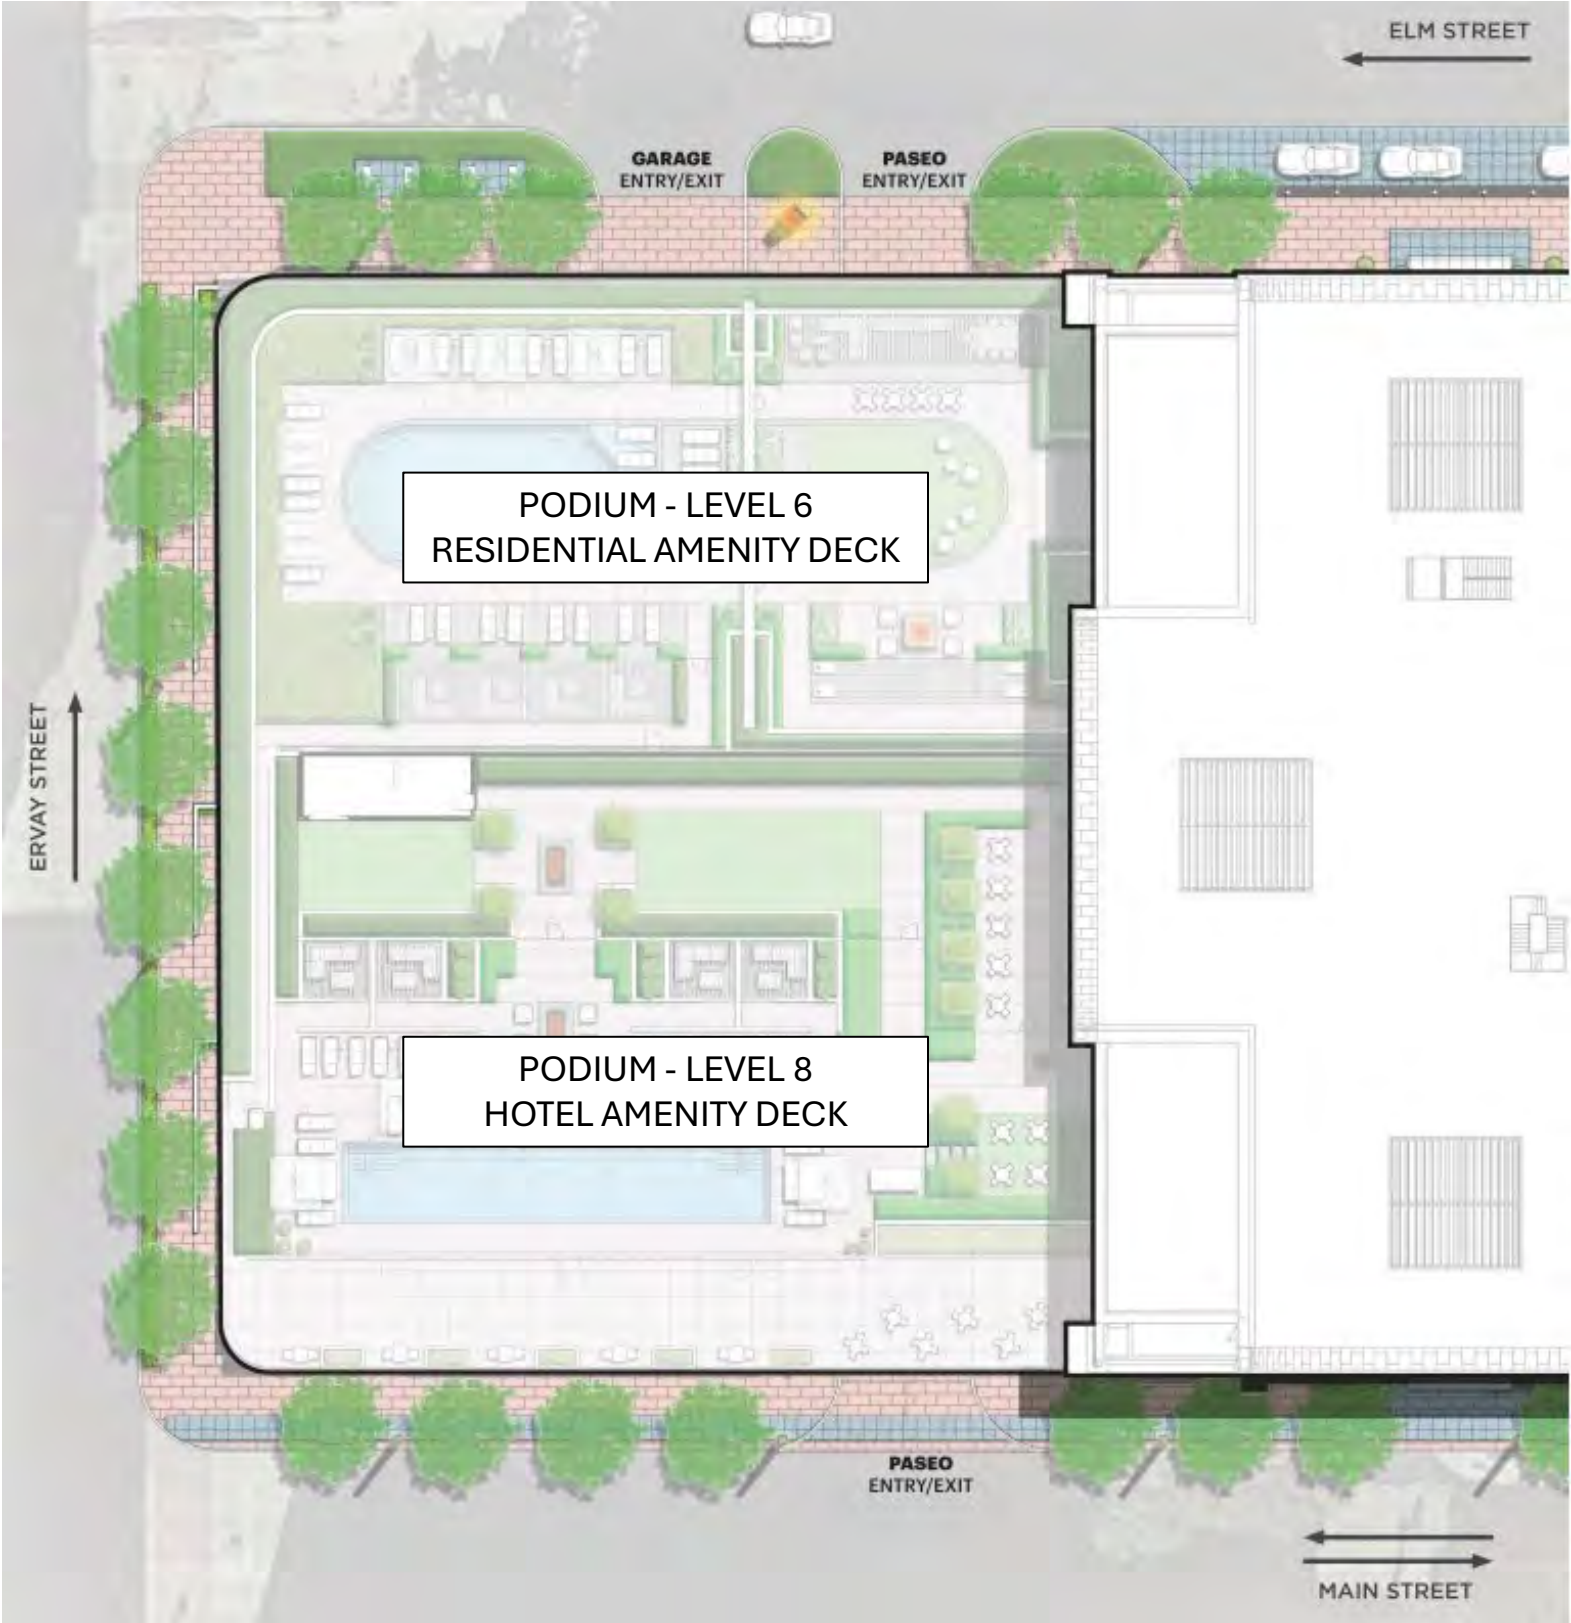 ELM STREET
GARAGE
ENTRY/EXIT
PASEO
ENTRY/EXIT
PODIUM - LEVEL 6
RESIDENTIAL AMENITY DECK
ERVAY STREET
PODIUM - LEVEL 8
HOTEL AMENITY DECK
PASEO
ENTRY/EXIT
MAIN STREET